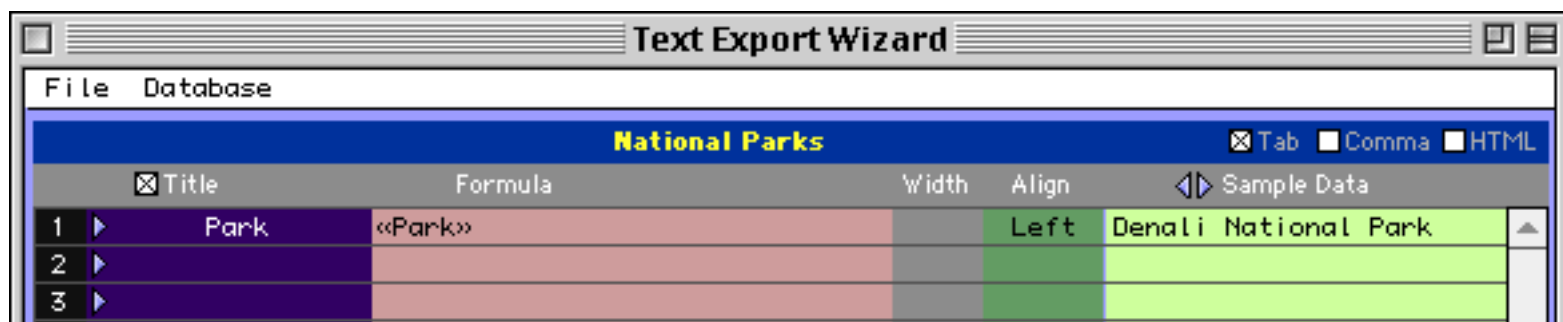 Text Export Wizard
File Database
National Parks Tab Comma HTML
Title Formula Width Align Sample Data
1 Park «Park» Left Denali National Park
2
3